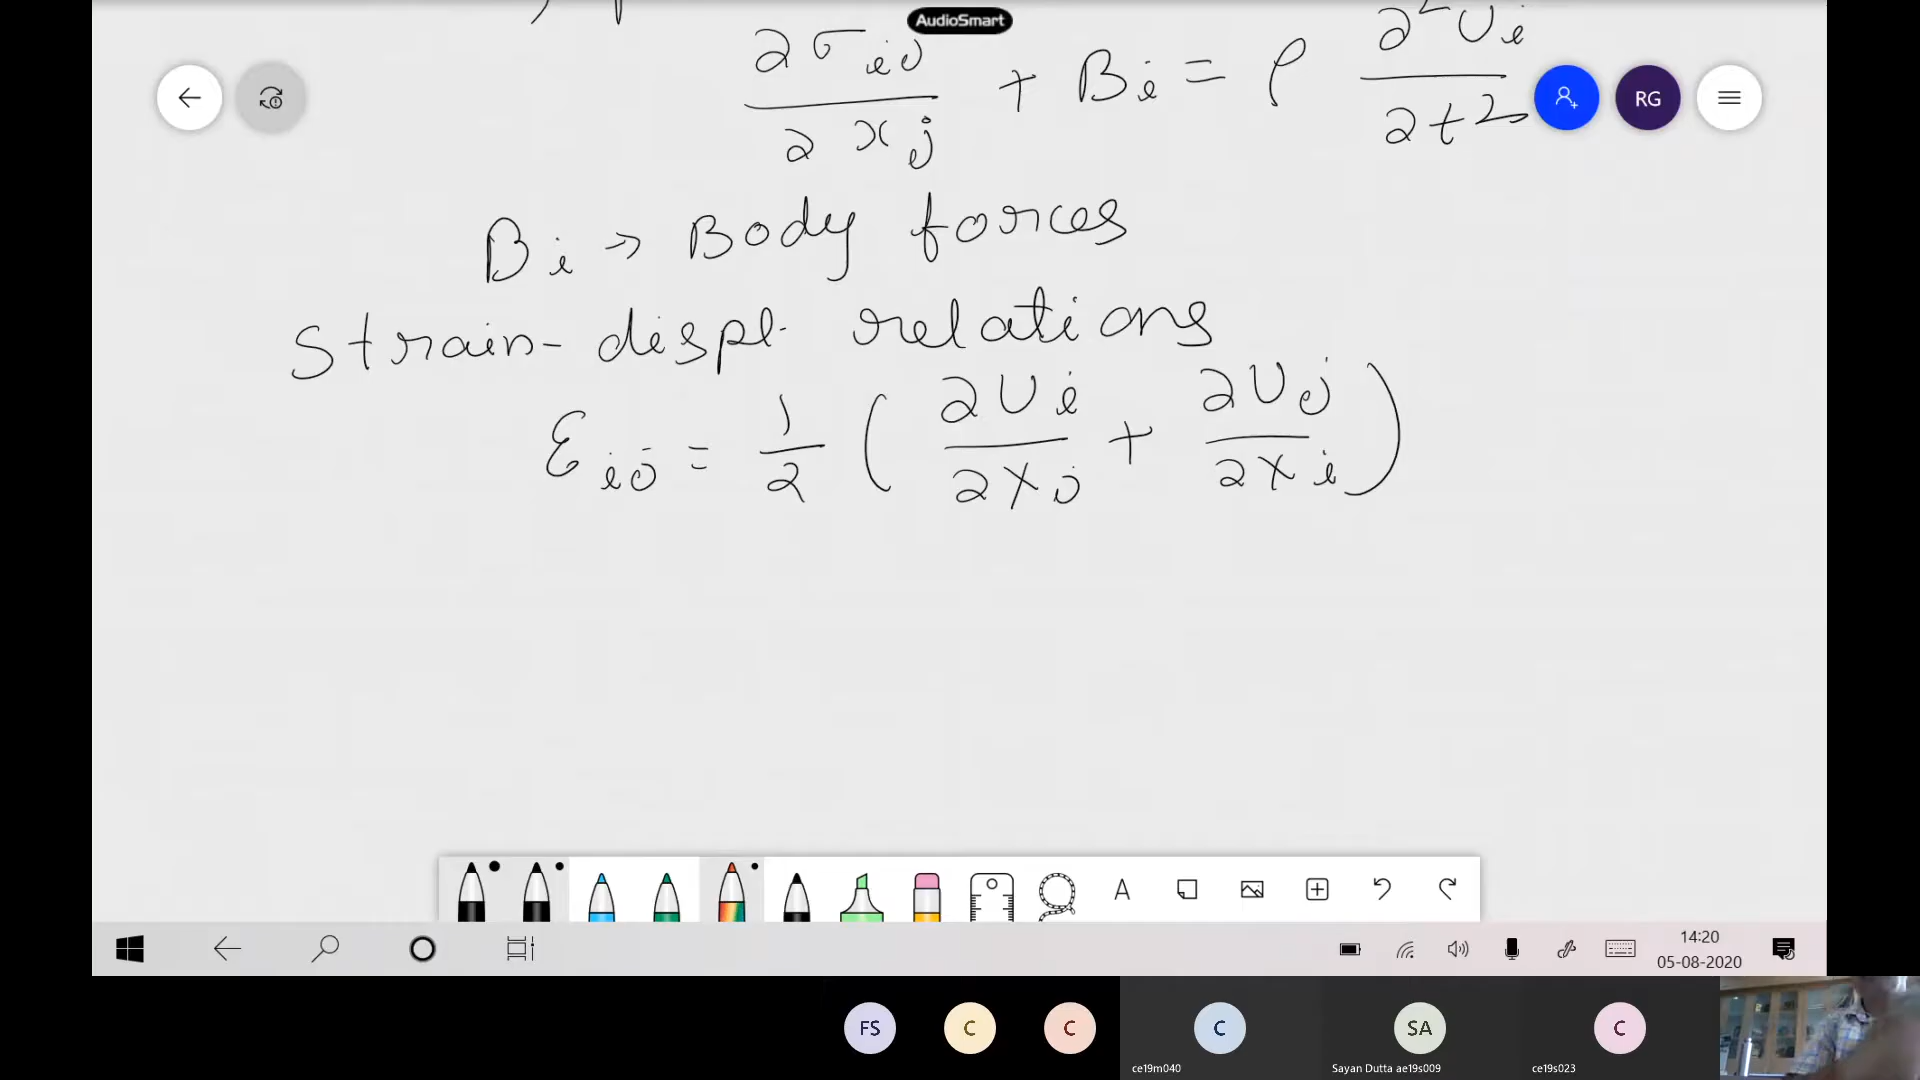 AudioSmart
∂σij/∂xj + Bi = ρ ∂²Ui/∂t²
RG
Bi → Body forces
Strain-displ. relations
εij = 1/2 ( ∂Ui/∂xj + ∂Uj/∂xi )
A
14:20
05-08-2020
FS C C C SA C
ce19m040 Sayan Dutta ae19s009 ce19s023